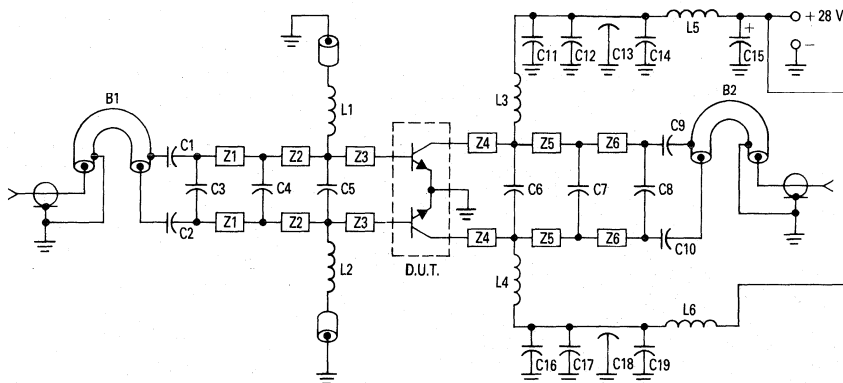 L5
+ 28 V
C11 C12 C13 C14 + C15 –
B1 L1 L3 B2
C1 Z1 Z2 Z3 Z4 Z5 Z6 C9
C3 C4 C5 C6 C7 C8
C2 Z1 Z2 Z3 Z4 Z5 Z6 C10
D.U.T.
L2 L4
L6
C16 C17 C18 C19